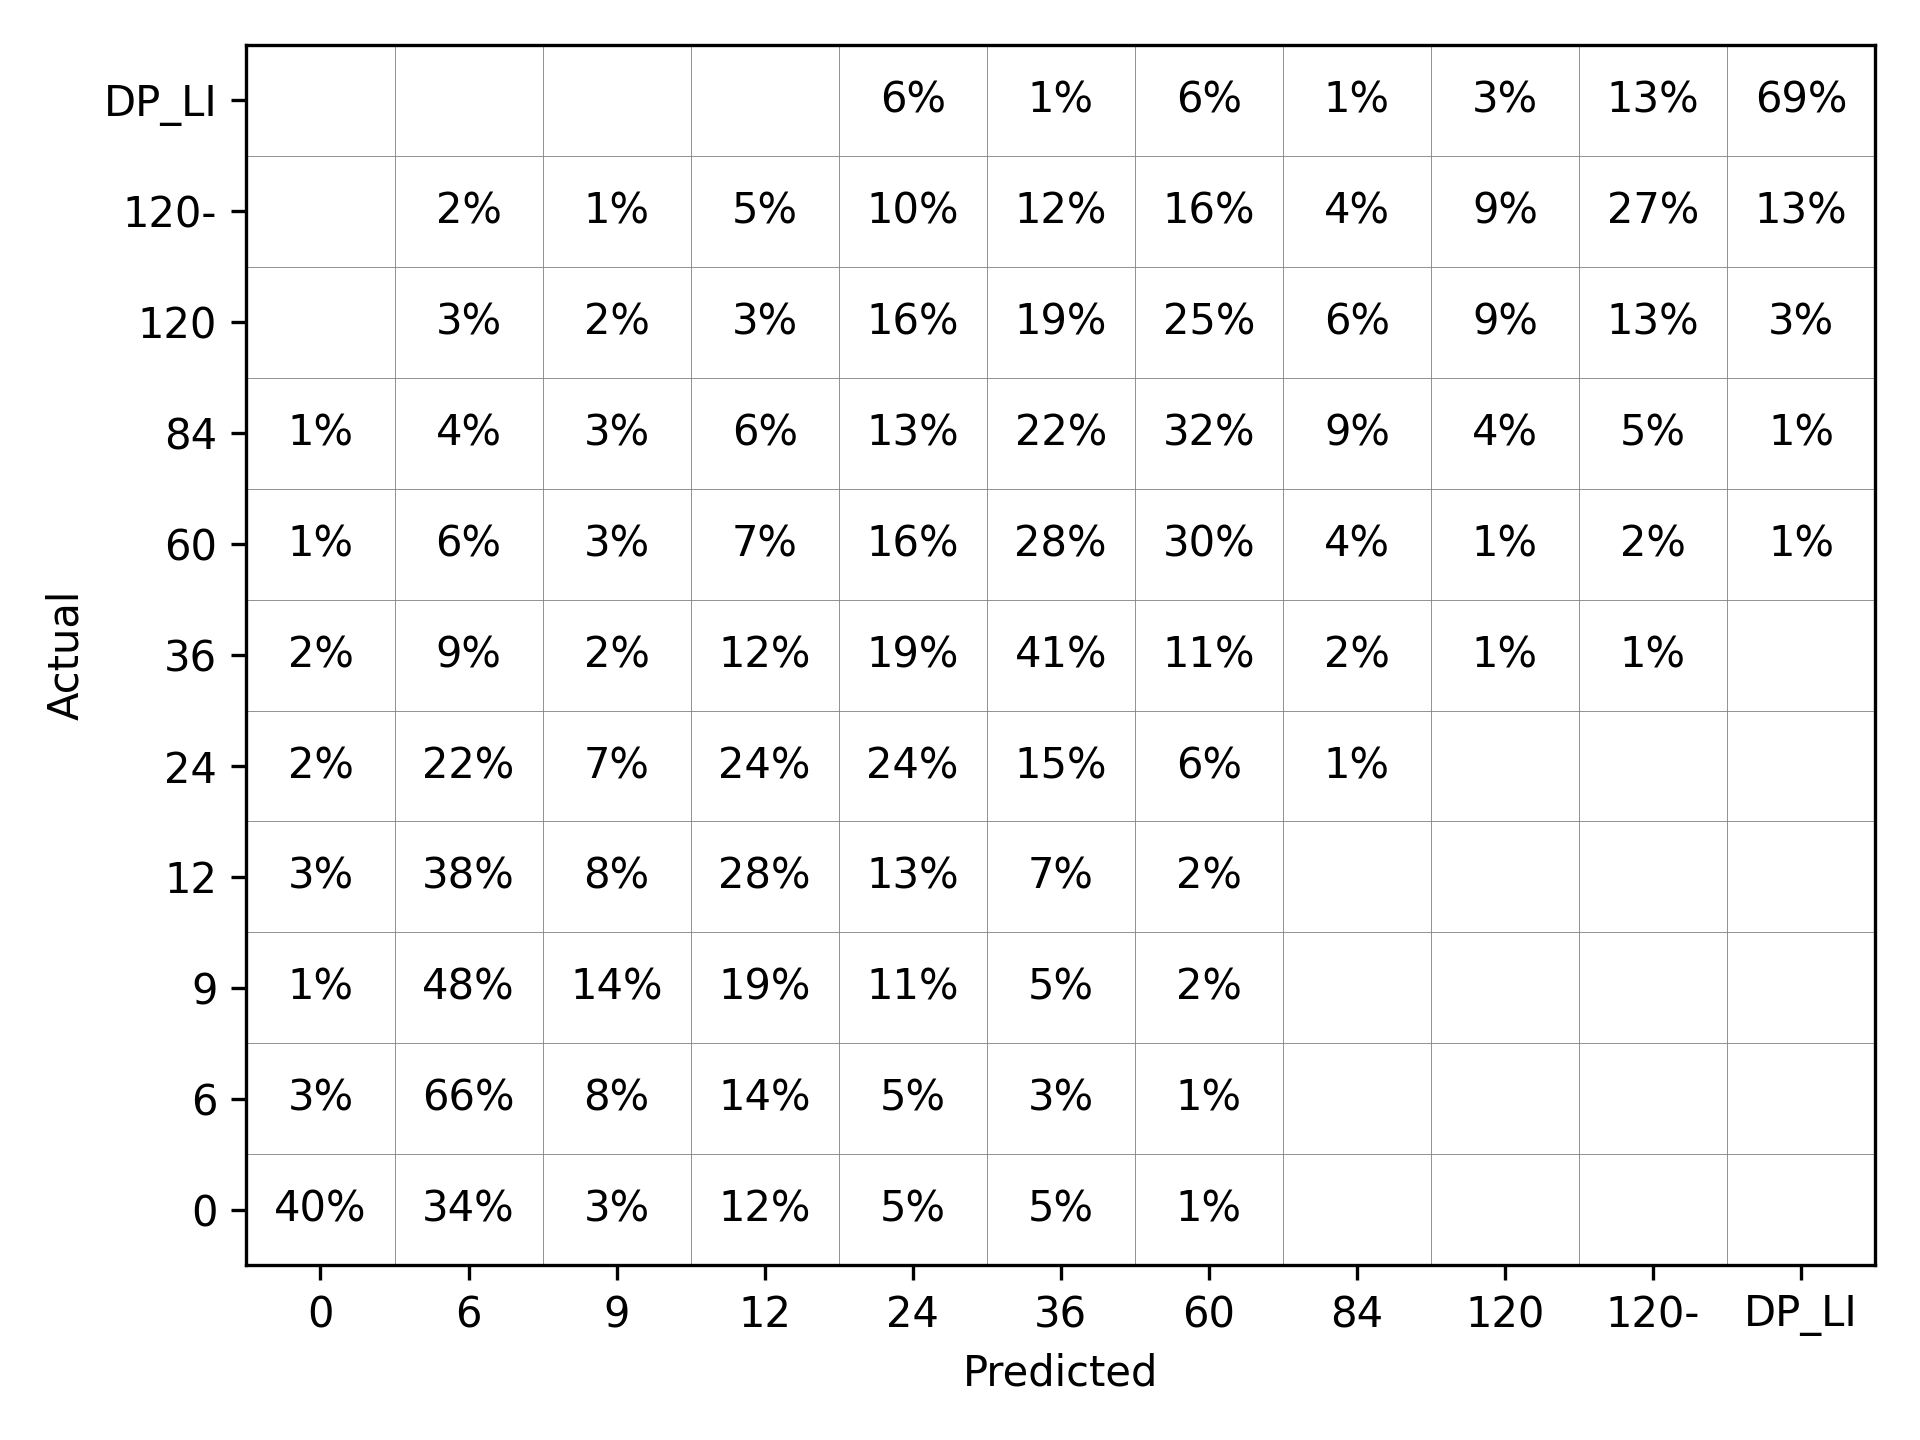 DP_LI 6% 1% 6% 1% 3% 13% 69%
120- 2% 1% 5% 10% 12% 16% 4% 9% 27% 13%
120 3% 2% 3% 16% 19% 25% 6% 9% 13% 3%
84 1% 4% 3% 6% 13% 22% 32% 9% 4% 5% 1%
60 1% 6% 3% 7% 16% 28% 30% 4% 1% 2% 1%
Actual
36 2% 9% 2% 12% 19% 41% 11% 2% 1% 1%
24 2% 22% 7% 24% 24% 15% 6% 1%
12 3% 38% 8% 28% 13% 7% 2%
9 1% 48% 14% 19% 11% 5% 2%
6 3% 66% 8% 14% 5% 3% 1%
0 40% 34% 3% 12% 5% 5% 1%
0 6 9 12 24 36 60 84 120 120- DP_LI
Predicted